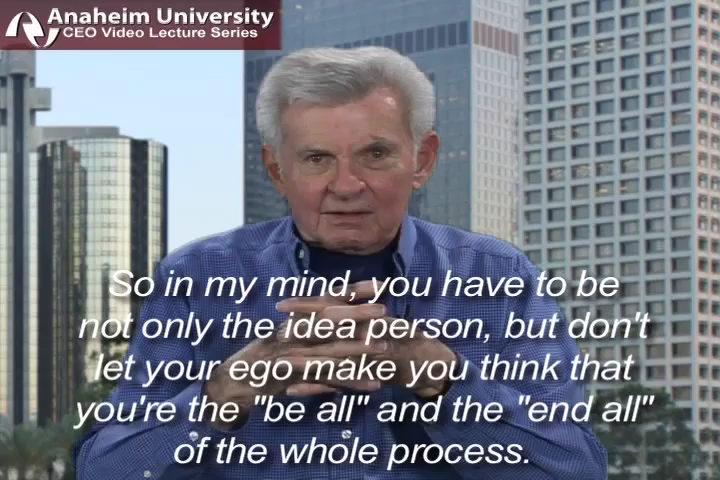 Anaheim University
CEO Video Lecture Series
So in my mind, you have to be
not only the idea person, but don't
let your ego make you think that
you're the "be all" and the "end all"
of the whole process.